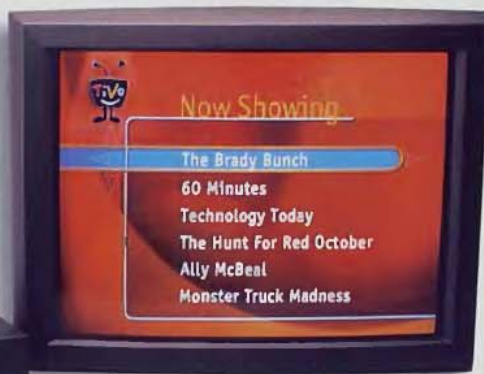 TiVo
Now Showing
The Brady Bunch
60 Minutes
Technology Today
The Hunt For Red October
Ally McBeal
Monster Truck Madness